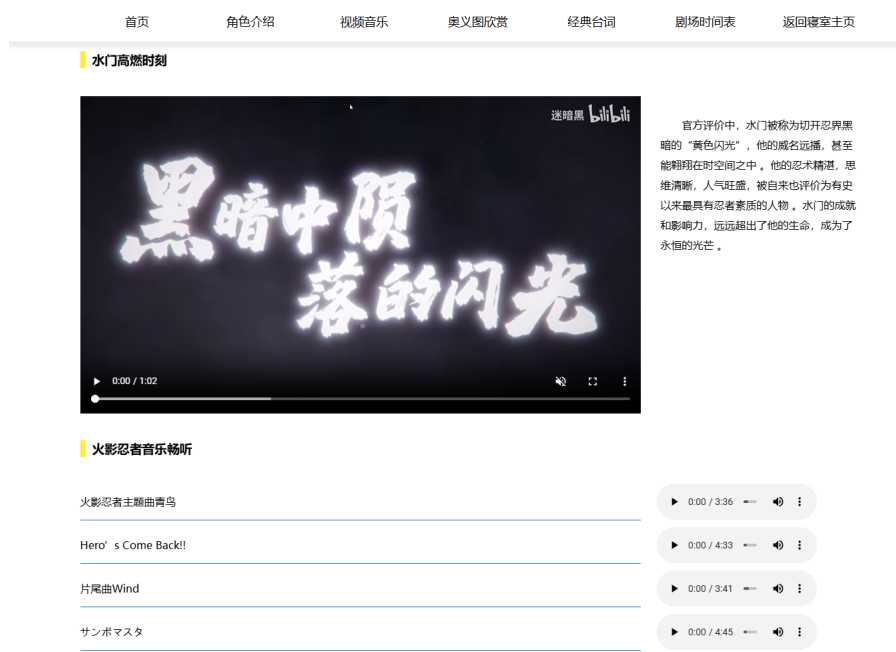 首页 角色介绍 视频音乐 奥义图欣赏 经典台词 剧场时间表 返回寝室主页
水门高燃时刻
迷暗黑 bilibili
黑暗中陨
落的闪光
0:00 / 1:02
官方评价中，水门被称为切开忍界黑
暗的“黄色闪光”，他的威名远播，甚至
能翱翔在时空间之中 。他的忍术精湛，思
维清晰，人气旺盛，被自来也评价为有史
以来最具有忍者素质的人物 。水门的成就
和影响力，远远超出了他的生命，成为了
永恒的光芒 。
火影忍者音乐畅听
火影忍者主题曲青鸟 0:00 / 3:36
Hero’s Come Back!! 0:00 / 4:33
片尾曲Wind 0:00 / 3:41
サンボマスタ 0:00 / 4:45